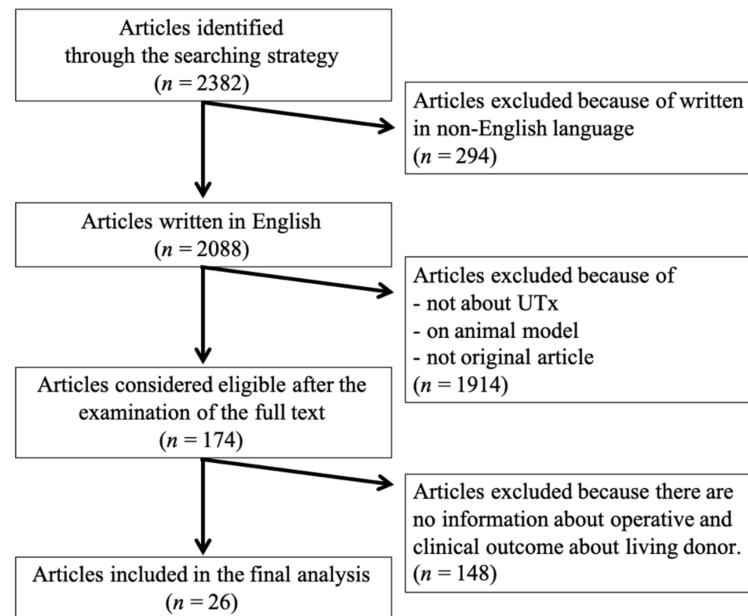 Articles identified
through the searching strategy
(n = 2382)
Articles excluded because of written
in non-English language
(n = 294)
Articles written in English
(n = 2088)
Articles excluded because of
- not about UTx
- on animal model
- not original article
(n = 1914)
Articles considered eligible after the
examination of the full text
(n = 174)
Articles excluded because there are
no information about operative and
clinical outcome about living donor.
(n = 148)
Articles included in the final analysis
(n = 26)